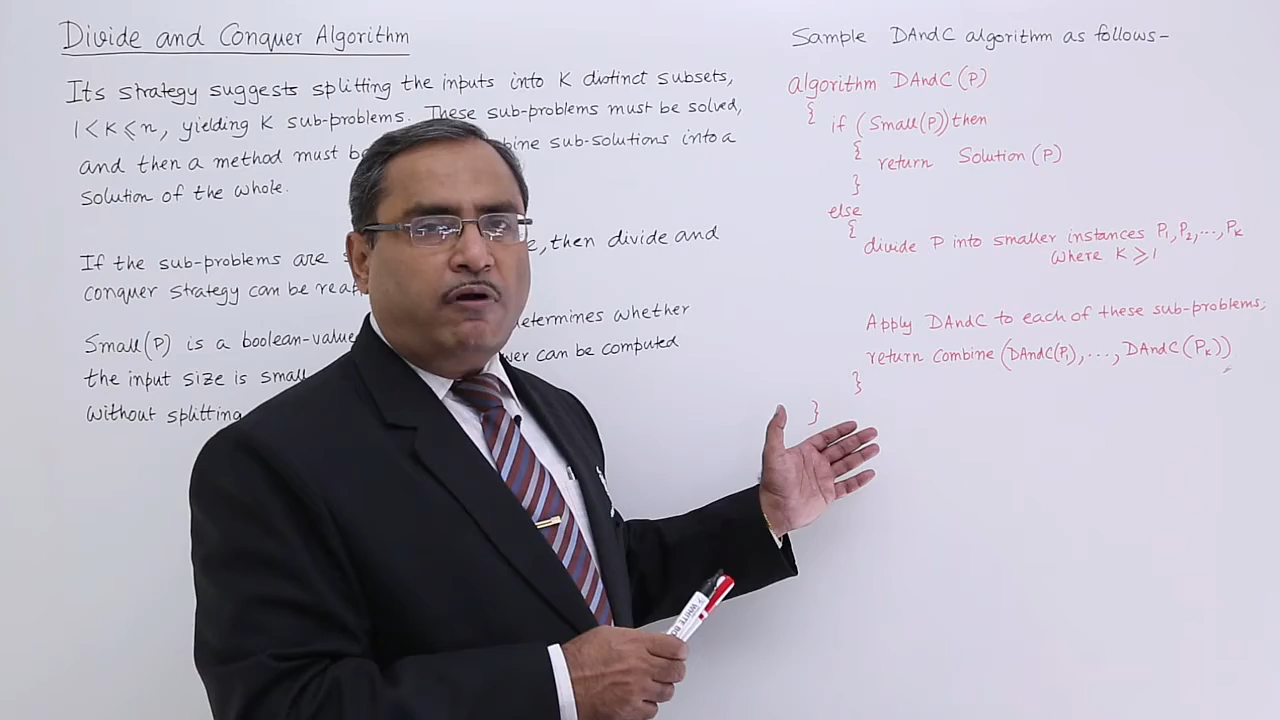 Divide and Conquer Algorithm
Its strategy suggests splitting the inputs into K distinct subsets,
1 < K ⩽ n, yielding K sub-problems. These sub-problems must be solved,
and then a method must be bine sub-solutions into a
solution of the whole.
If the sub-problems are s e, then divide and
conquer strategy can be reap
Small(P) is a boolean-value determines whether
the input size is small wer can be computed
without splitting
Sample DAndC algorithm as follows-
algorithm DAndC(P)
{
if (Small(P)) then
{
return Solution(P)
}
else
{
divide P into smaller instances P1, P2, ..., PK
where K ⩾ 1
Apply DAndC to each of these sub-problems;
return combine (DAndC(P1), ..., DAndC(PK));
}
}
WHITE BO